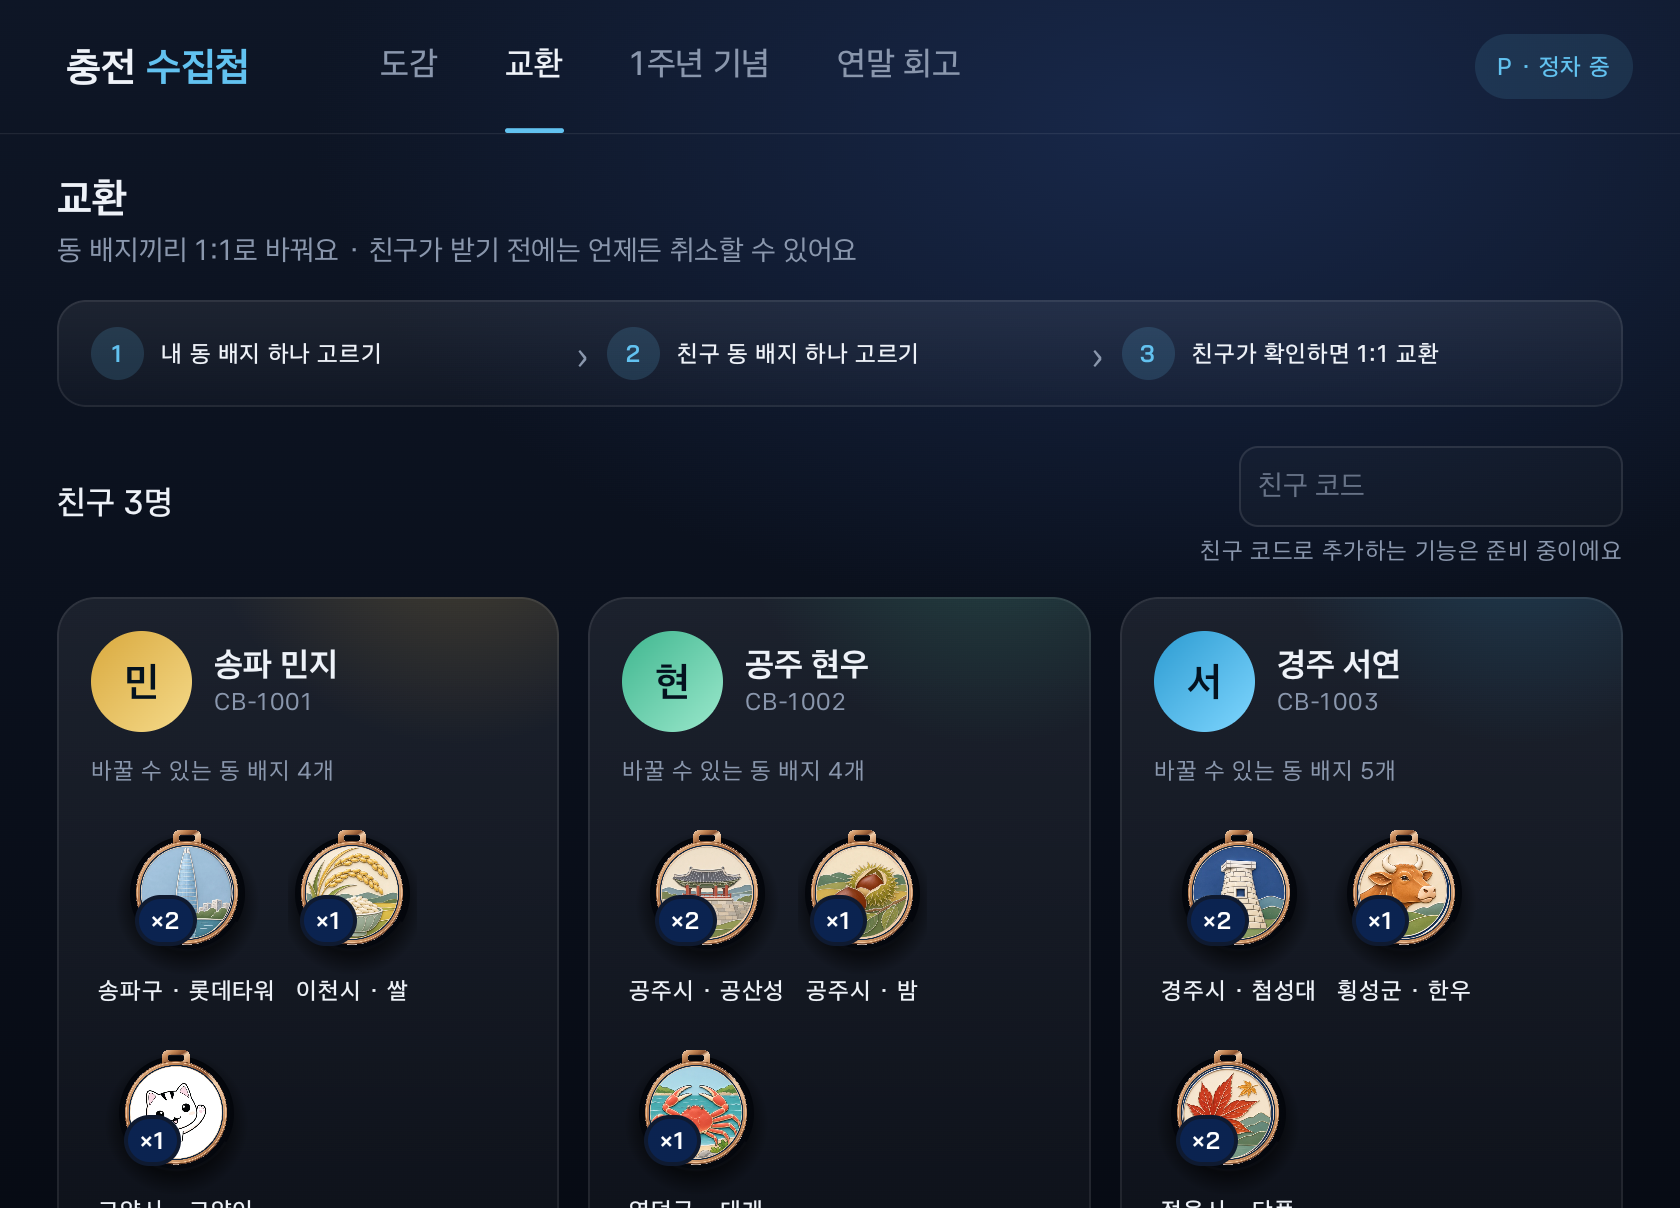 충전 수집첩
도감
교환
1주년 기념
연말 회고
P · 정차 중
교환
동 배지끼리 1:1로 바꿔요 · 친구가 받기 전에는 언제든 취소할 수 있어요
1 내 동 배지 하나 고르기 › 2 친구 동 배지 하나 고르기 › 3 친구가 확인하면 1:1 교환
친구 3명
친구 코드
친구 코드로 추가하는 기능은 준비 중이에요
민
송파 민지
CB-1001
바꿀 수 있는 동 배지 4개
×2
×1
송파구 · 롯데타워
이천시 · 쌀
×1
현
공주 현우
CB-1002
바꿀 수 있는 동 배지 4개
×2
×1
공주시 · 공산성
공주시 · 밤
×1
서
경주 서연
CB-1003
바꿀 수 있는 동 배지 5개
×2
×1
경주시 · 첨성대
횡성군 · 한우
×2